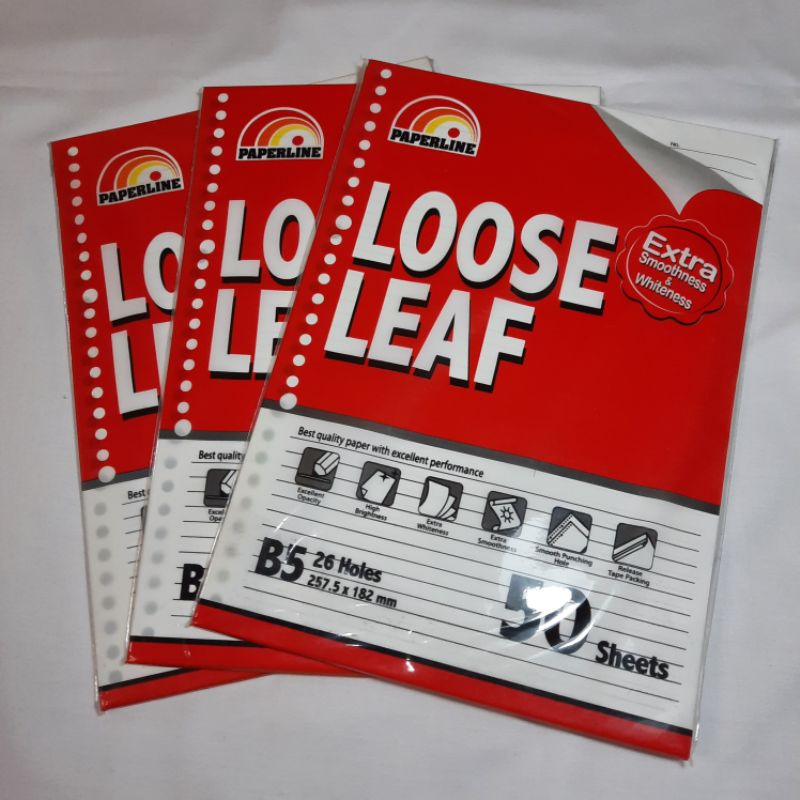 PAPERLINE
LO
LE
Best q
PAPERLINE
LO
LE
Best quality
B
PAPERLINE
NO.
LOOSE
LEAF
Extra
Smoothness
&
Whiteness
Best quality paper with excellent performance
Excellent
Opacity
High
Brightness
Extra
Whiteness
Extra
Smoothness
Smooth Punching
Hole
Release
Tape Packing
B5 26 Holes
257.5 x 182 mm
50 Sheets